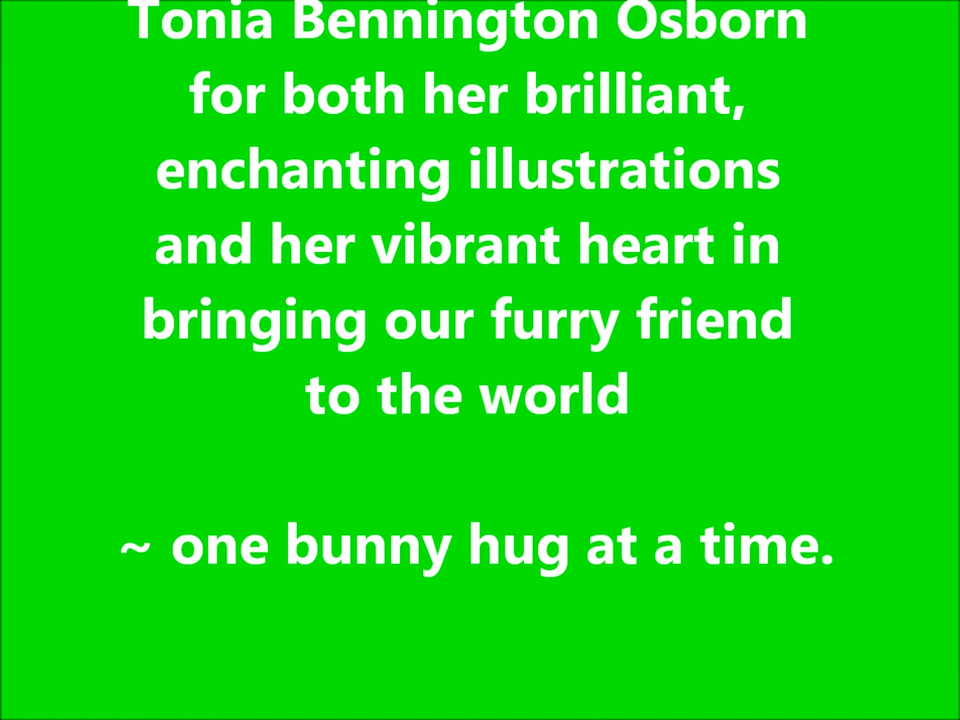 Tonia Bennington Osborn
for both her brilliant,
enchanting illustrations
and her vibrant heart in
bringing our furry friend
to the world
~ one bunny hug at a time.